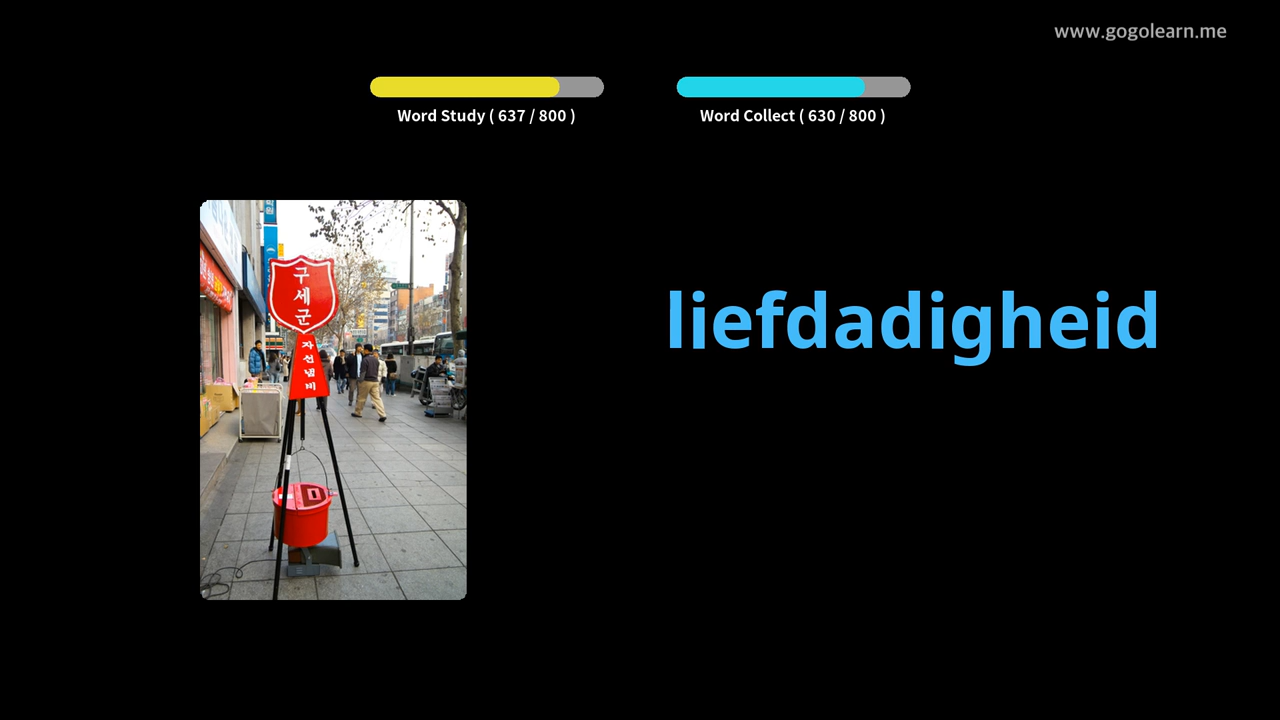 www.gogolearn.me
Word Study ( 637 / 800 )
Word Collect ( 630 / 800 )
구
세
군
자
선
냄
비
liefdadigheid